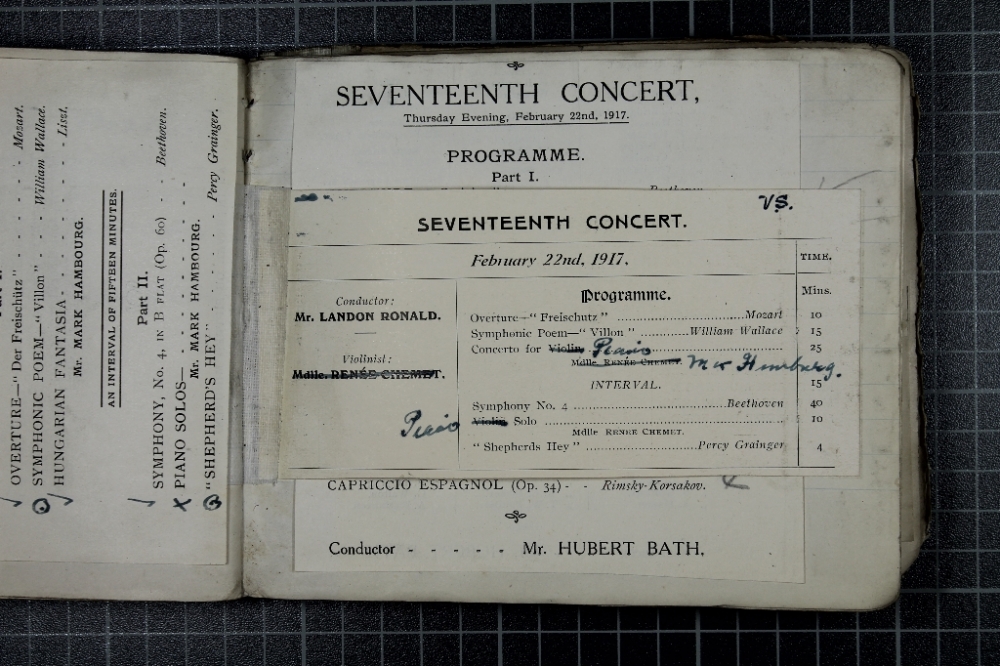 OVERTURE—"Der Freischütz" - - - - Mozart.
SYMPHONIC POEM—"Villon" - - - William Wallace.
HUNGARIAN FANTASIA - - - - - Liszt.
Mr. MARK HAMBOURG.
AN INTERVAL OF FIFTEEN MINUTES.
Part II.
SYMPHONY, No. 4, IN B FLAT (Op. 60) - Beethoven.
PIANO SOLOS—
Mr. MARK HAMBOURG.
"SHEPHERD'S HEY" - - - - Percy Grainger.
SEVENTEENTH CONCERT,
Thursday Evening, February 22nd, 1917.
PROGRAMME.
Part I.
Beethoven
V.S.
SEVENTEENTH CONCERT.
February 22nd, 1917.
TIME.
Mins.
Conductor:
Mr. LANDON RONALD.
Violinist:
Mdlle. RENÉE CHEMET.
Piano
Programme.
Overture—"Freischutz" ..... Mozart 10
Symphonic Poem—"Villon" ..... William Wallace 15
Concerto for Violin Piano 25
Mdlle. RENÉE CHEMET. Hamburg.
INTERVAL. 15
Symphony No. 4 ..... Beethoven 40
Violin Solo ..... 10
Mdlle RENEE CHEMET.
"Shepherds Hey" ..... Percy Grainger 4
CAPRICCIO ESPAGNOL (Op. 34) - - Rimsky-Korsakov.
Conductor - - - - - Mr. HUBERT BATH.